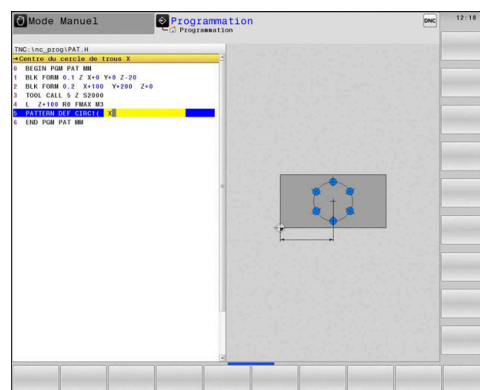 Mode Manuel
Programmation
Programmation
DNC
12:18
TNC:\nc_prog\PAT.H
→Centre du cercle de trous X
0 BEGIN PGM PAT MM
1 BLK FORM 0.1 Z X+0 Y+0 Z-20
2 BLK FORM 0.2 X+100 Y+200 Z+0
3 TOOL CALL 5 Z S2000
4 L Z+100 R0 FMAX M3
5 PATTERN DEF CIRC1( X
6 END PGM PAT MM